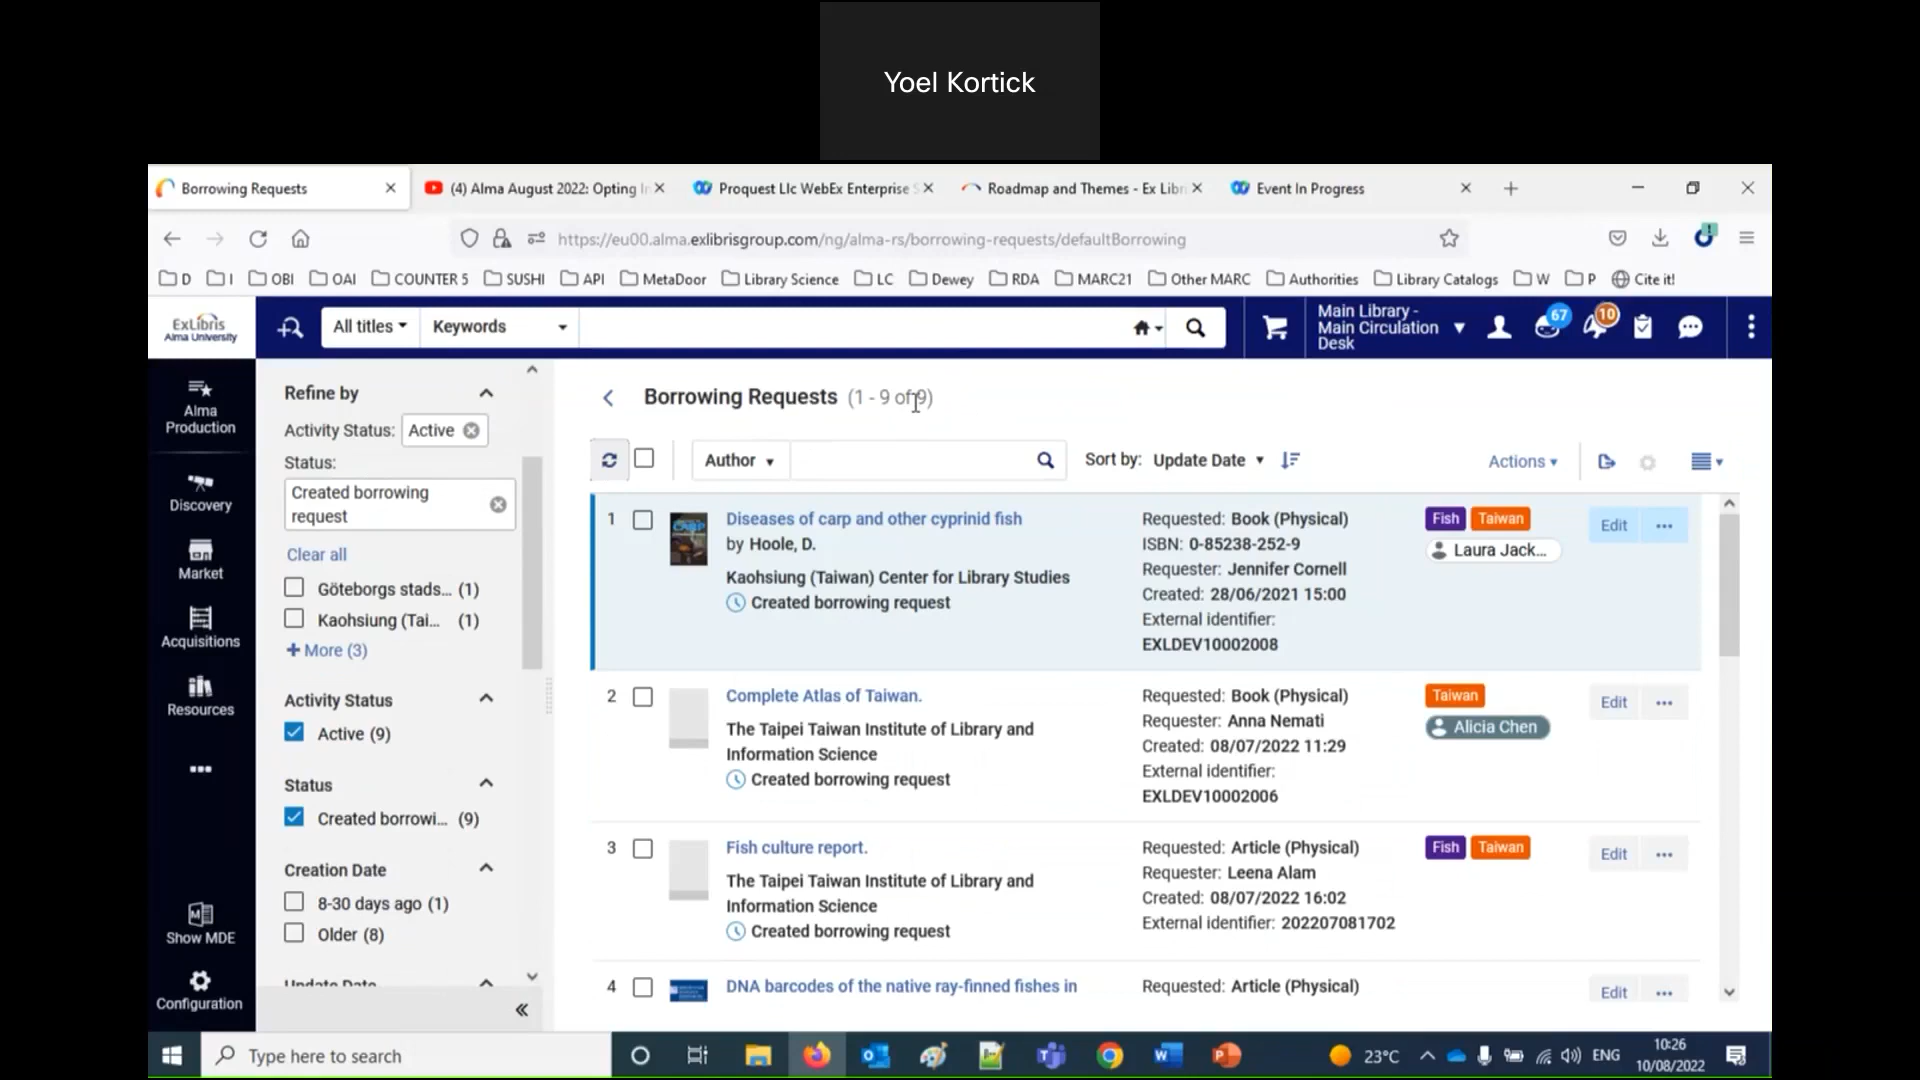 Yoel Kortick
Borrowing Requests
(4) Alma August 2022: Opting In
Proquest Llc WebEx Enterprise S
Roadmap and Themes - Ex Libri
Event In Progress
https://eu00.alma.exlibrisgroup.com/ng/alma-rs/borrowing-requests/defaultBorrowing
D I OBI OAI COUNTER 5 SUSHI API MetaDoor Library Science LC Dewey RDA MARC21 Other MARC Authorities Library Catalogs W P Cite it!
ExLibris
Alma University
All titles
Keywords
Main Library -
Main Circulation
Desk
67
10
Alma
Production
Discovery
Market
Acquisitions
Resources
Show MDE
Configuration
Refine by
Activity Status: Active
Status:
Created borrowing
request
Clear all
Göteborgs stads... (1)
Kaohsiung (Tai... (1)
+ More (3)
Activity Status
Active (9)
Status
Created borrowi... (9)
Creation Date
8-30 days ago (1)
Older (8)
Update Date
«
Borrowing Requests (1 - 9 of 9)
Author
Sort by: Update Date
Actions
1
Diseases of carp and other cyprinid fish
by Hoole, D.
Kaohsiung (Taiwan) Center for Library Studies
Created borrowing request
Requested: Book (Physical)
ISBN: 0-85238-252-9
Requester: Jennifer Cornell
Created: 28/06/2021 15:00
External identifier:
EXLDEV10002008
Fish Taiwan
Laura Jack...
Edit ...
2
Complete Atlas of Taiwan.
The Taipei Taiwan Institute of Library and
Information Science
Created borrowing request
Requested: Book (Physical)
Requester: Anna Nemati
Created: 08/07/2022 11:29
External identifier:
EXLDEV10002006
Taiwan
Alicia Chen
Edit ...
3
Fish culture report.
The Taipei Taiwan Institute of Library and
Information Science
Created borrowing request
Requested: Article (Physical)
Requester: Leena Alam
Created: 08/07/2022 16:02
External identifier: 202207081702
Fish Taiwan
Edit ...
4
DNA barcodes of the native ray-finned fishes in
Requested: Article (Physical)
Edit ...
Type here to search
23°C
ENG
10:26
10/08/2022